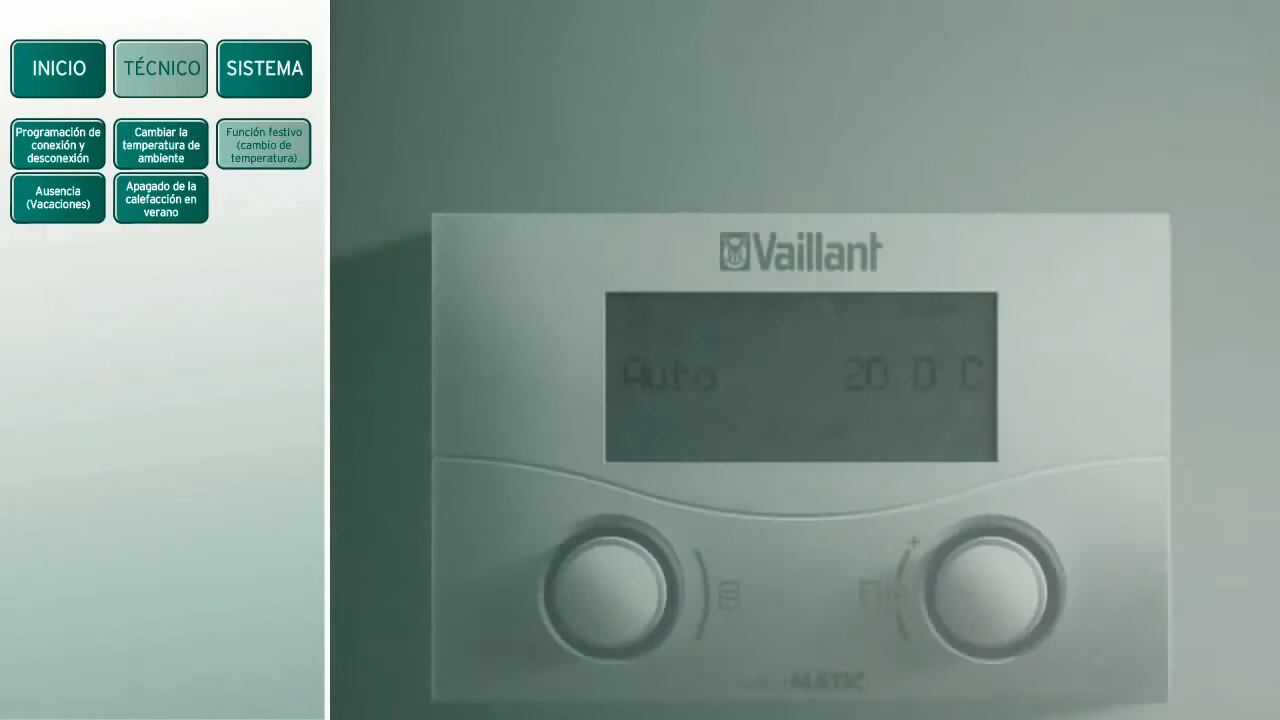 INICIO
TÉCNICO
SISTEMA
Programación de
conexión y
desconexión
Cambiar la
temperatura de
ambiente
Función festivo
(cambio de
temperatura)
Ausencia
(Vacaciones)
Apagado de la
calefacción en
verano
Vaillant
Auto 20,0°C
+